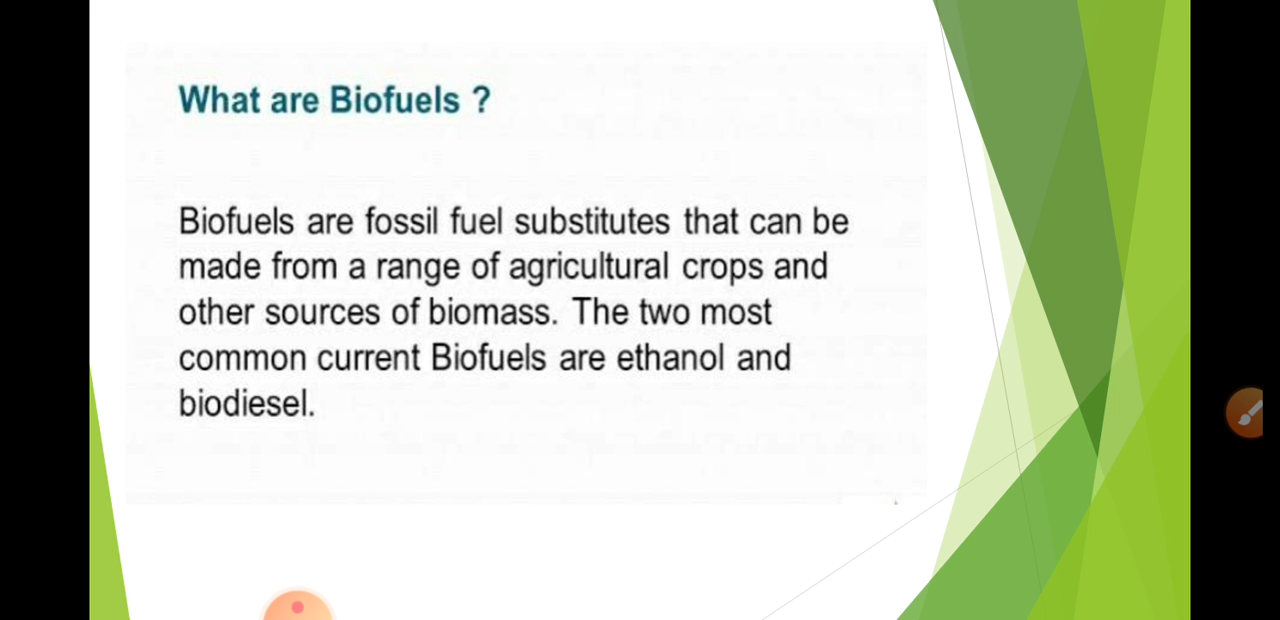 What are Biofuels ?
Biofuels are fossil fuel substitutes that can be
made from a range of agricultural crops and
other sources of biomass. The two most
common current Biofuels are ethanol and
biodiesel.